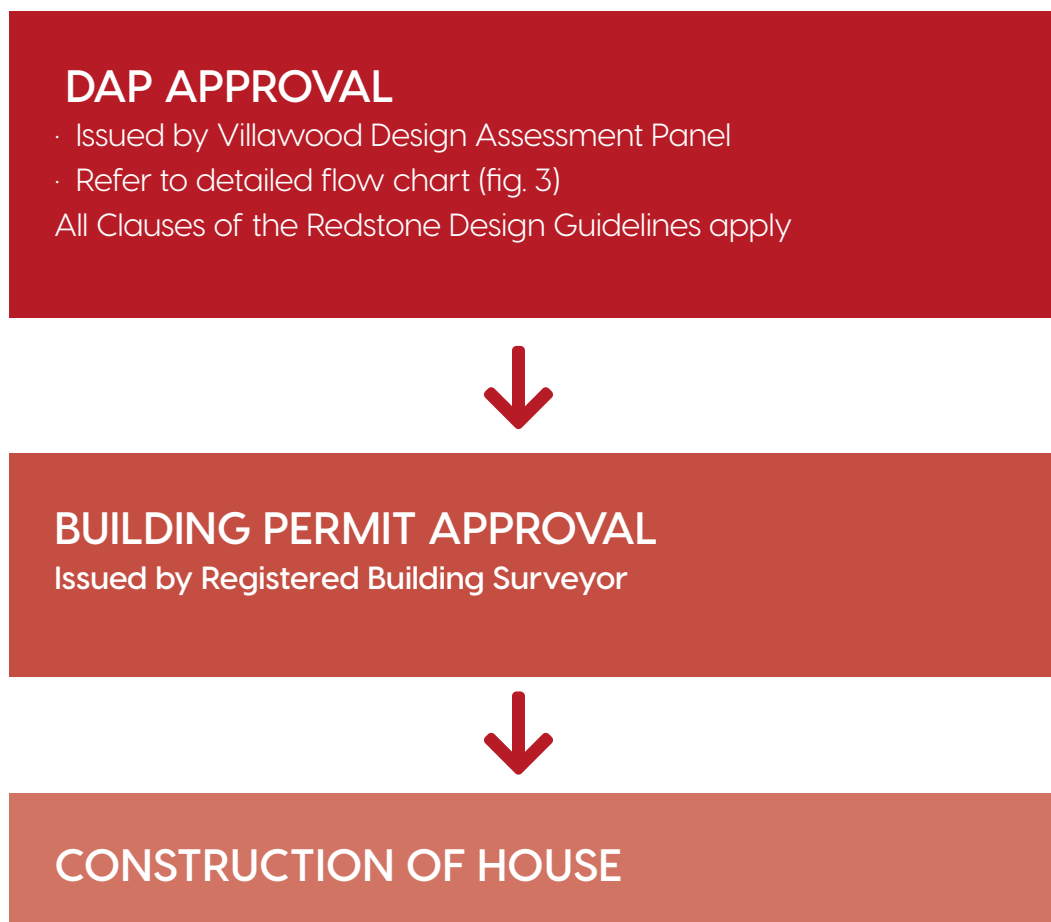 DAP APPROVAL
· Issued by Villawood Design Assessment Panel
· Refer to detailed flow chart (fig. 3)
All Clauses of the Redstone Design Guidelines apply
BUILDING PERMIT APPROVAL
Issued by Registered Building Surveyor
CONSTRUCTION OF HOUSE